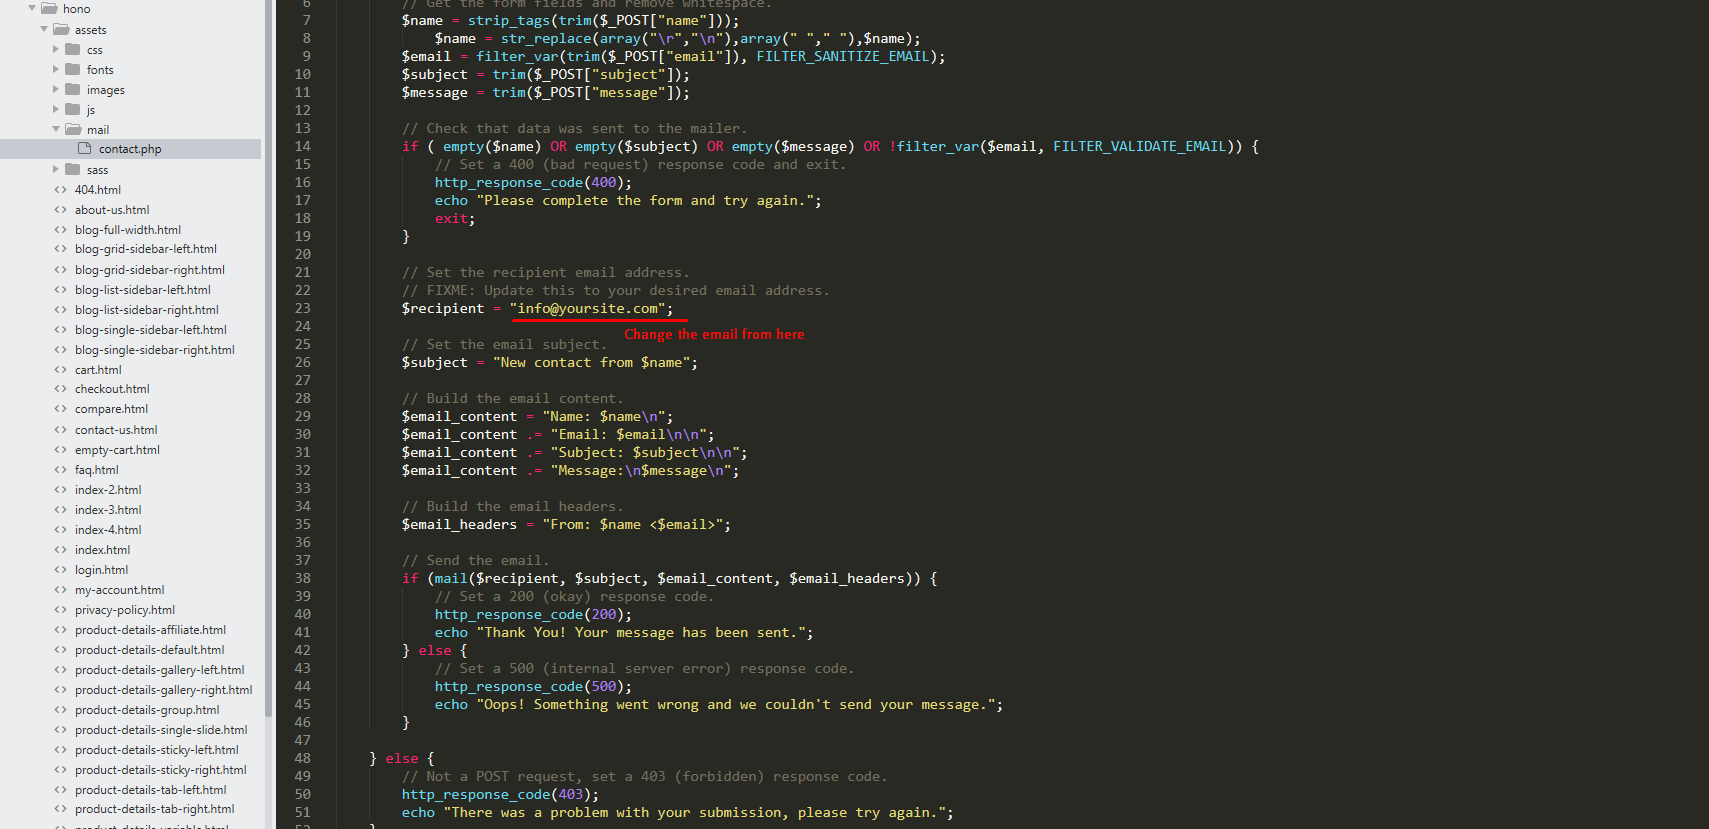 hono
assets
css
fonts
images
js
mail
contact.php
sass
404.html
about-us.html
blog-full-width.html
blog-grid-sidebar-left.html
blog-grid-sidebar-right.html
blog-list-sidebar-left.html
blog-list-sidebar-right.html
blog-single-sidebar-left.html
blog-single-sidebar-right.html
cart.html
checkout.html
compare.html
contact-us.html
empty-cart.html
faq.html
index-2.html
index-3.html
index-4.html
index.html
login.html
my-account.html
privacy-policy.html
product-details-affiliate.html
product-details-default.html
product-details-gallery-left.html
product-details-gallery-right.html
product-details-group.html
product-details-single-slide.html
product-details-sticky-left.html
product-details-sticky-right.html
product-details-tab-left.html
product-details-tab-right.html
product-details-variable.html
6 // Get the form fields and remove whitespace.
7 $name = strip_tags(trim($_POST["name"]));
8 $name = str_replace(array("\r","\n"),array(" "," "),$name);
9 $email = filter_var(trim($_POST["email"]), FILTER_SANITIZE_EMAIL);
10 $subject = trim($_POST["subject"]);
11 $message = trim($_POST["message"]);
12
13 // Check that data was sent to the mailer.
14 if ( empty($name) OR empty($subject) OR empty($message) OR !filter_var($email, FILTER_VALIDATE_EMAIL)) {
15 // Set a 400 (bad request) response code and exit.
16 http_response_code(400);
17 echo "Please complete the form and try again.";
18 exit;
19 }
20
21 // Set the recipient email address.
22 // FIXME: Update this to your desired email address.
23 $recipient = "info@yoursite.com";
24 Change the email from here
25 // Set the email subject.
26 $subject = "New contact from $name";
27
28 // Build the email content.
29 $email_content = "Name: $name\n";
30 $email_content .= "Email: $email\n\n";
31 $email_content .= "Subject: $subject\n\n";
32 $email_content .= "Message:\n$message\n";
33
34 // Build the email headers.
35 $email_headers = "From: $name <$email>";
36
37 // Send the email.
38 if (mail($recipient, $subject, $email_content, $email_headers)) {
39 // Set a 200 (okay) response code.
40 http_response_code(200);
41 echo "Thank You! Your message has been sent.";
42 } else {
43 // Set a 500 (internal server error) response code.
44 http_response_code(500);
45 echo "Oops! Something went wrong and we couldn't send your message.";
46 }
47
48 } else {
49 // Not a POST request, set a 403 (forbidden) response code.
50 http_response_code(403);
51 echo "There was a problem with your submission, please try again.";
52 }